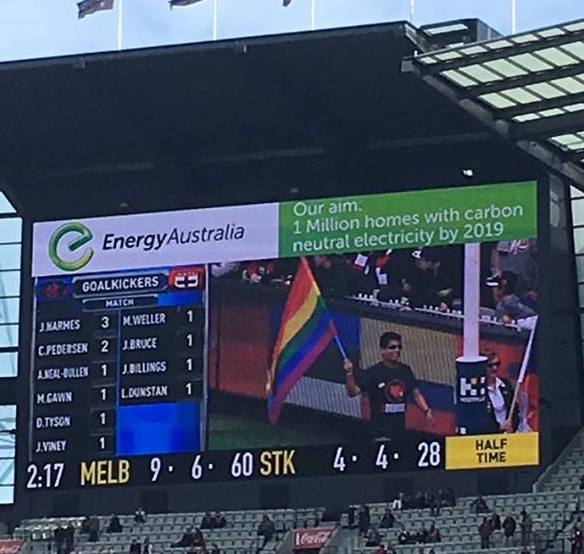 EnergyAustralia
Our aim:
1 Million homes with carbon
neutral electricity by 2019
GOALKICKERS
MATCH
J.HARMES 3
C.PEDERSEN 2
A.NEAL-BULLEN 1
M.GAWN 1
D.TYSON 1
J.VINEY 1
M.WELLER 1
J.BRUCE 1
J.BILLINGS 1
L.DUNSTAN 1
2:17 MELB 9 · 6 · 60 STK 4 · 4 · 28
HALF
TIME
Coca-Cola